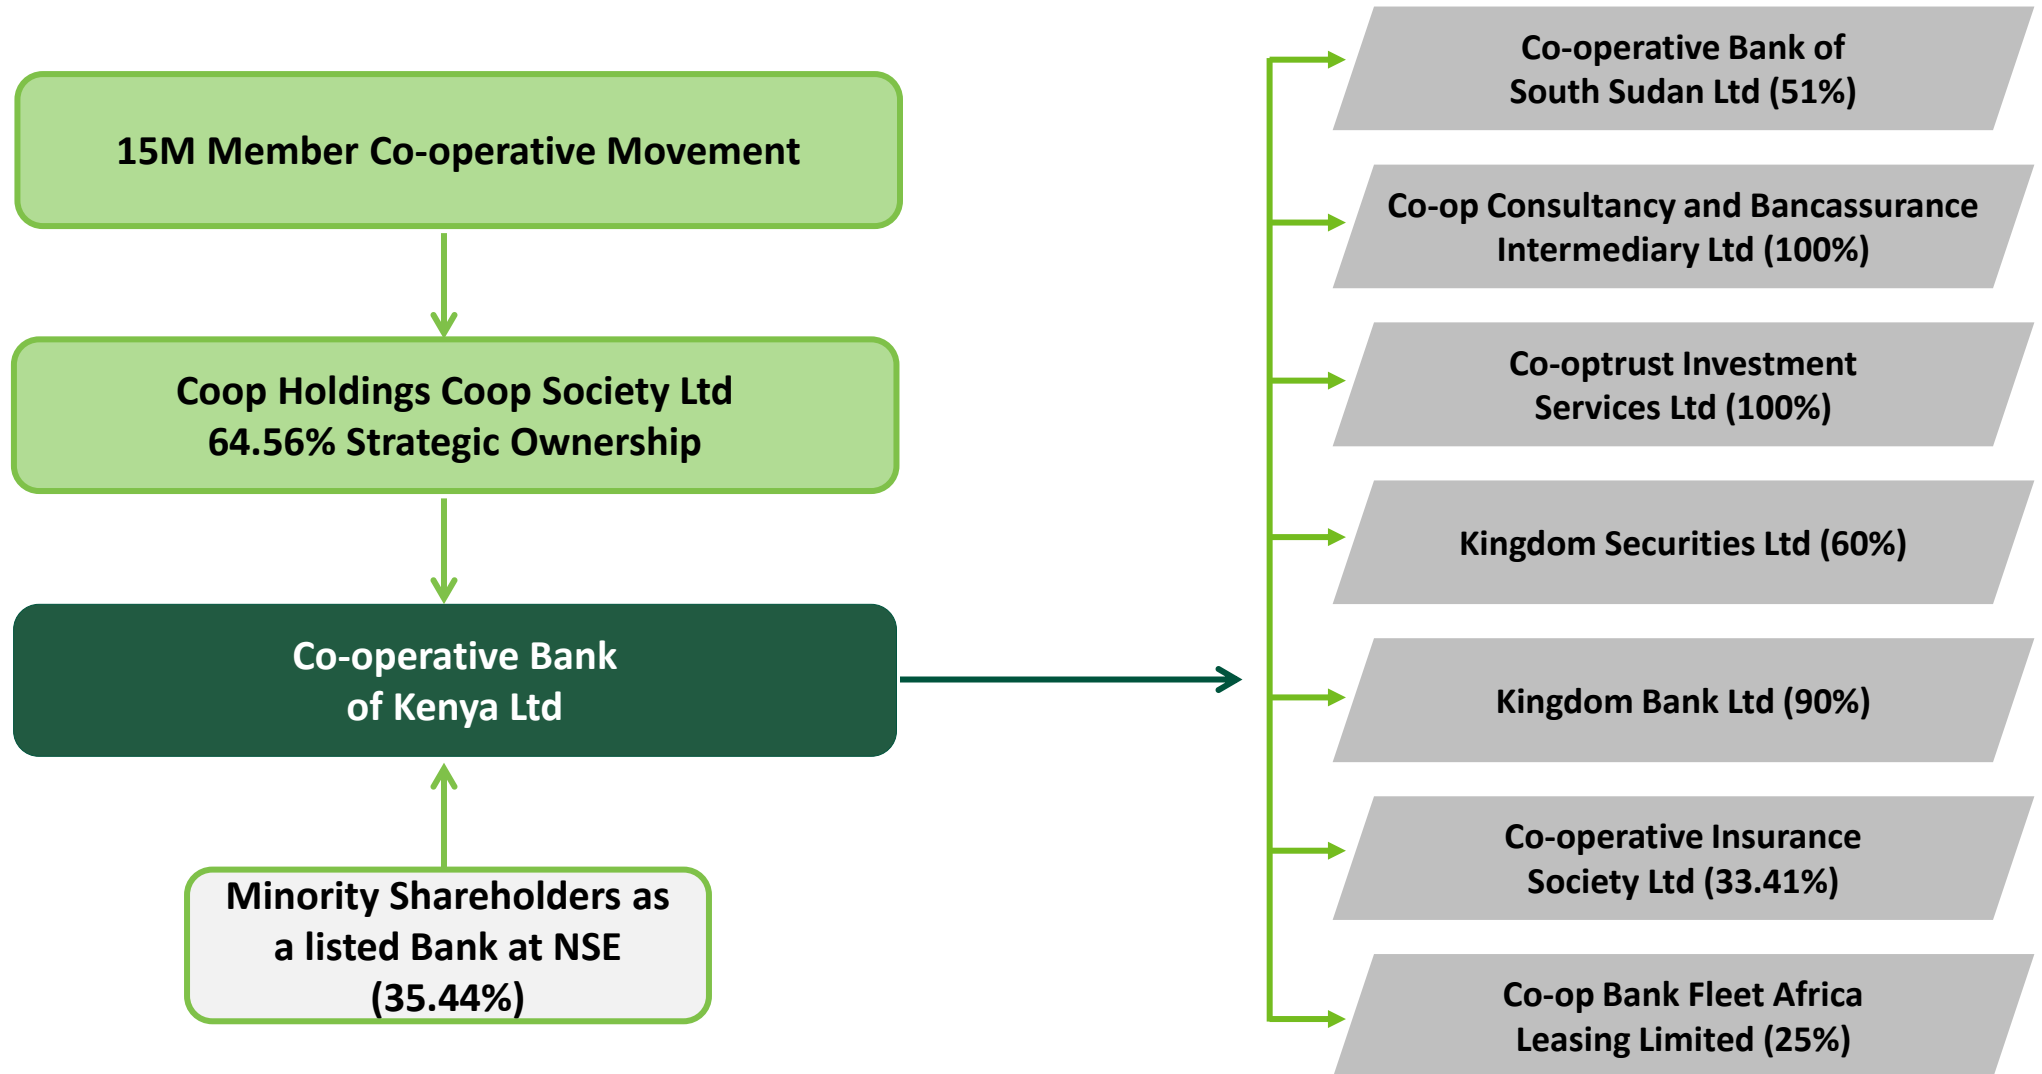 15M Member Co-operative Movement
Coop Holdings Coop Society Ltd
64.56% Strategic Ownership
Co-operative Bank
of Kenya Ltd
Minority Shareholders as
a listed Bank at NSE
(35.44%)
Co-operative Bank of
South Sudan Ltd (51%)
Co-op Consultancy and Bancassurance
Intermediary Ltd (100%)
Co-optrust Investment
Services Ltd (100%)
Kingdom Securities Ltd (60%)
Kingdom Bank Ltd (90%)
Co-operative Insurance
Society Ltd (33.41%)
Co-op Bank Fleet Africa
Leasing Limited (25%)